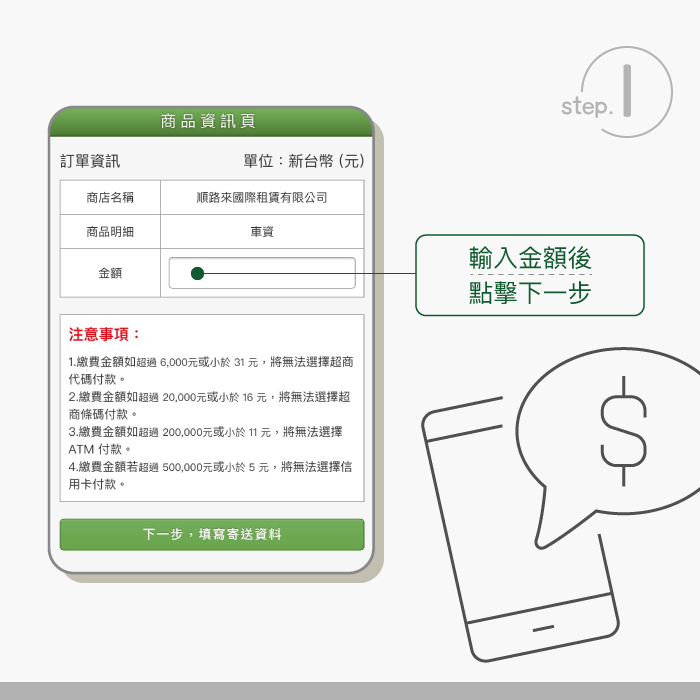 step. 1
商品資訊頁
訂單資訊 單位：新台幣 (元)
商店名稱 順路來國際租賃有限公司
商品明細 車資
金額
輸入金額後
點擊下一步
注意事項：
1.繳費金額如超過 6,000元或小於 31 元，將無法選擇超商
代碼付款。
2.繳費金額如超過 20,000元或小於 16 元，將無法選擇超
商條碼付款。
3.繳費金額如超過 200,000元或小於 11 元，將無法選擇
ATM 付款。
4.繳費金額若超過 500,000元或小於 5 元，將無法選擇信
用卡付款。
下一步，填寫寄送資料
$